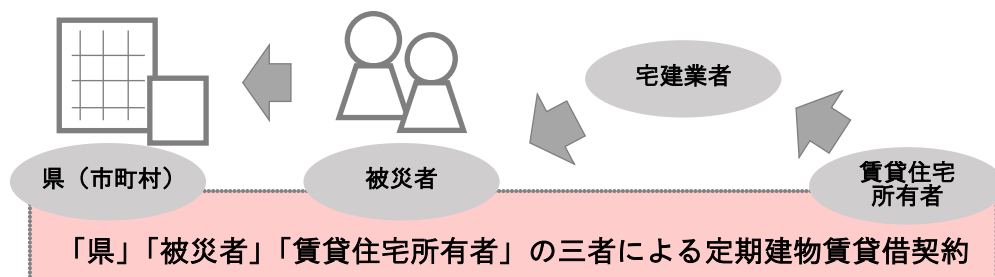 宅建業者
県（市町村）
被災者
賃貸住宅
所有者
「県」「被災者」「賃貸住宅所有者」の三者による定期建物賃貸借契約